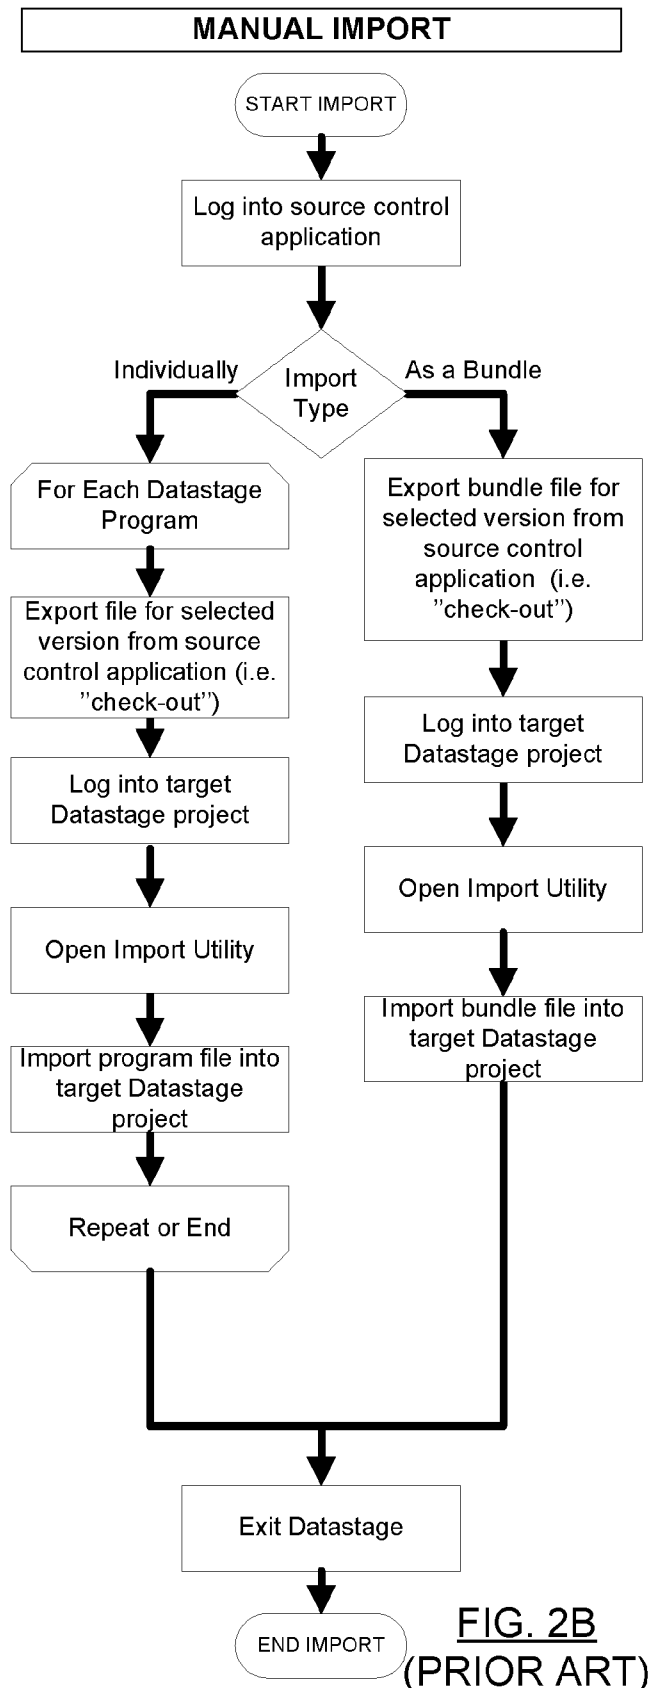 MANUAL IMPORT
START IMPORT
Log into source control
application
Individually
Import
Type
As a Bundle
For Each Datastage
Program
Export file for selected
version from source
control application (i.e.
"check-out")
Log into target
Datastage project
Open Import Utility
Import program file into
target Datastage
project
Repeat or End
Export bundle file for
selected version from
source control
application (i.e.
"check-out")
Log into target
Datastage project
Open Import Utility
Import bundle file into
target Datastage
project
Exit Datastage
END IMPORT
FIG. 2B
(PRIOR ART)